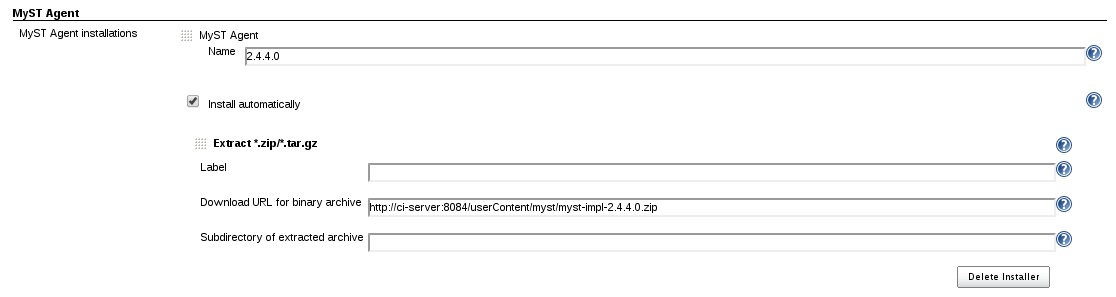 MyST Agent
MyST Agent installations
MyST Agent
Name
2.4.4.0
Install automatically
Extract *.zip/*.tar.gz
Label
Download URL for binary archive
http://ci-server:8084/userContent/myst/myst-impl-2.4.4.0.zip
Subdirectory of extracted archive
Delete Installer